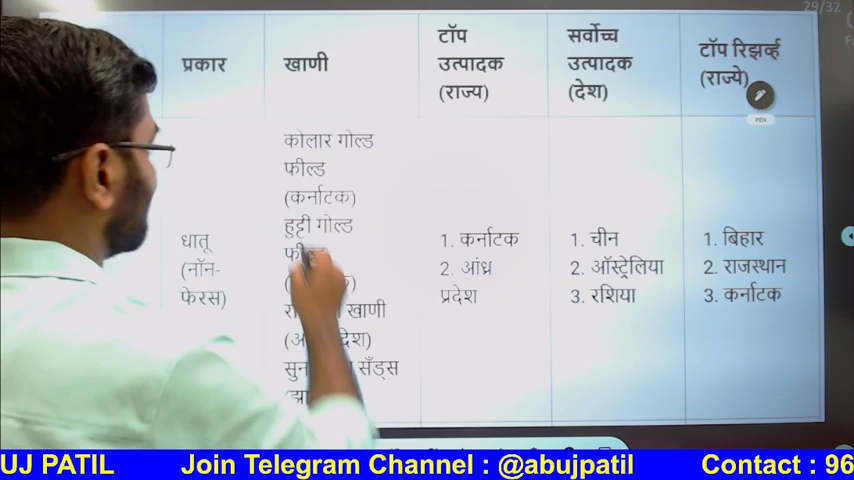 29/32
प्रकार
खाणी
टॉप
उत्पादक
(राज्य)
सर्वोच्च
उत्पादक
(देश)
टॉप रिझर्व्ह
(राज्ये)
PEN
धातू
(नॉन-
फेरस)
कोलार गोल्ड
फील्ड
(कर्नाटक)
हुट्टी गोल्ड
खाणी
सँड्स
1. कर्नाटक
2. आंध्र
प्रदेश
1. चीन
2. ऑस्ट्रेलिया
3. रशिया
1. बिहार
2. राजस्थान
3. कर्नाटक
UJ PATIL Join Telegram Channel : @abujpatil Contact : 96